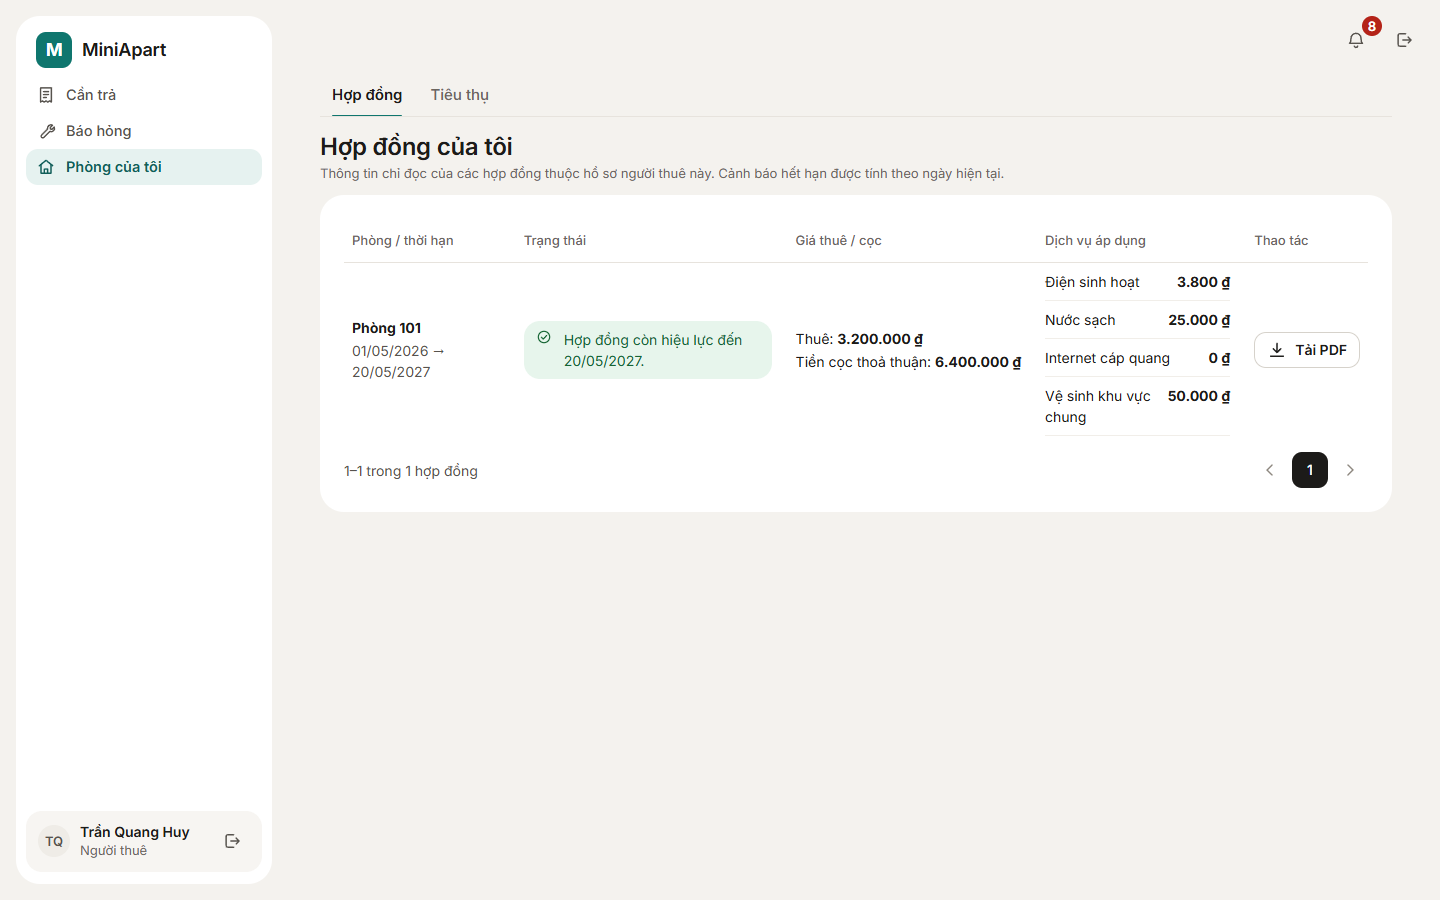 M MiniApart
8
Cần trả
Báo hỏng
Phòng của tôi
Hợp đồng Tiêu thụ
Hợp đồng của tôi
Thông tin chỉ đọc của các hợp đồng thuộc hồ sơ người thuê này. Cảnh báo hết hạn được tính theo ngày hiện tại.
Phòng / thời hạn Trạng thái Giá thuê / cọc Dịch vụ áp dụng Thao tác
Phòng 101
01/05/2026 →
20/05/2027
Hợp đồng còn hiệu lực đến
20/05/2027.
Thuê: 3.200.000 ₫
Tiền cọc thoả thuận: 6.400.000 ₫
Điện sinh hoạt 3.800 ₫
Nước sạch 25.000 ₫
Internet cáp quang 0 ₫
Vệ sinh khu vực 50.000 ₫
chung
Tải PDF
1–1 trong 1 hợp đồng
1
TQ
Trần Quang Huy
Người thuê